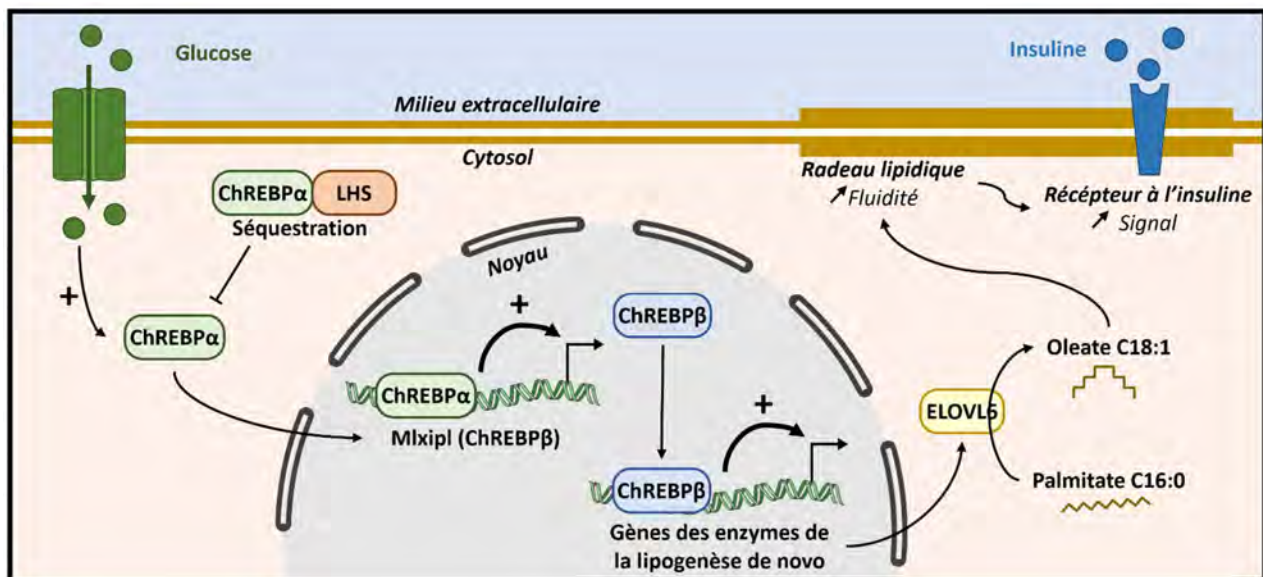 Glucose
Insuline
Milieu extracellulaire
Cytosol
ChREBPα
LHS
Séquestration
Radeau lipidique
Fluidité
Récépteur à l'insuline
Signal
Noyau
+
+
ChREBPα
ChREBPβ
ChREBPα
Mlxipl (ChREBPβ)
+
Oleate C18:1
ELOVL6
ChREBPβ
Palmitate C16:0
Gènes des enzymes de
la lipogenèse de novo